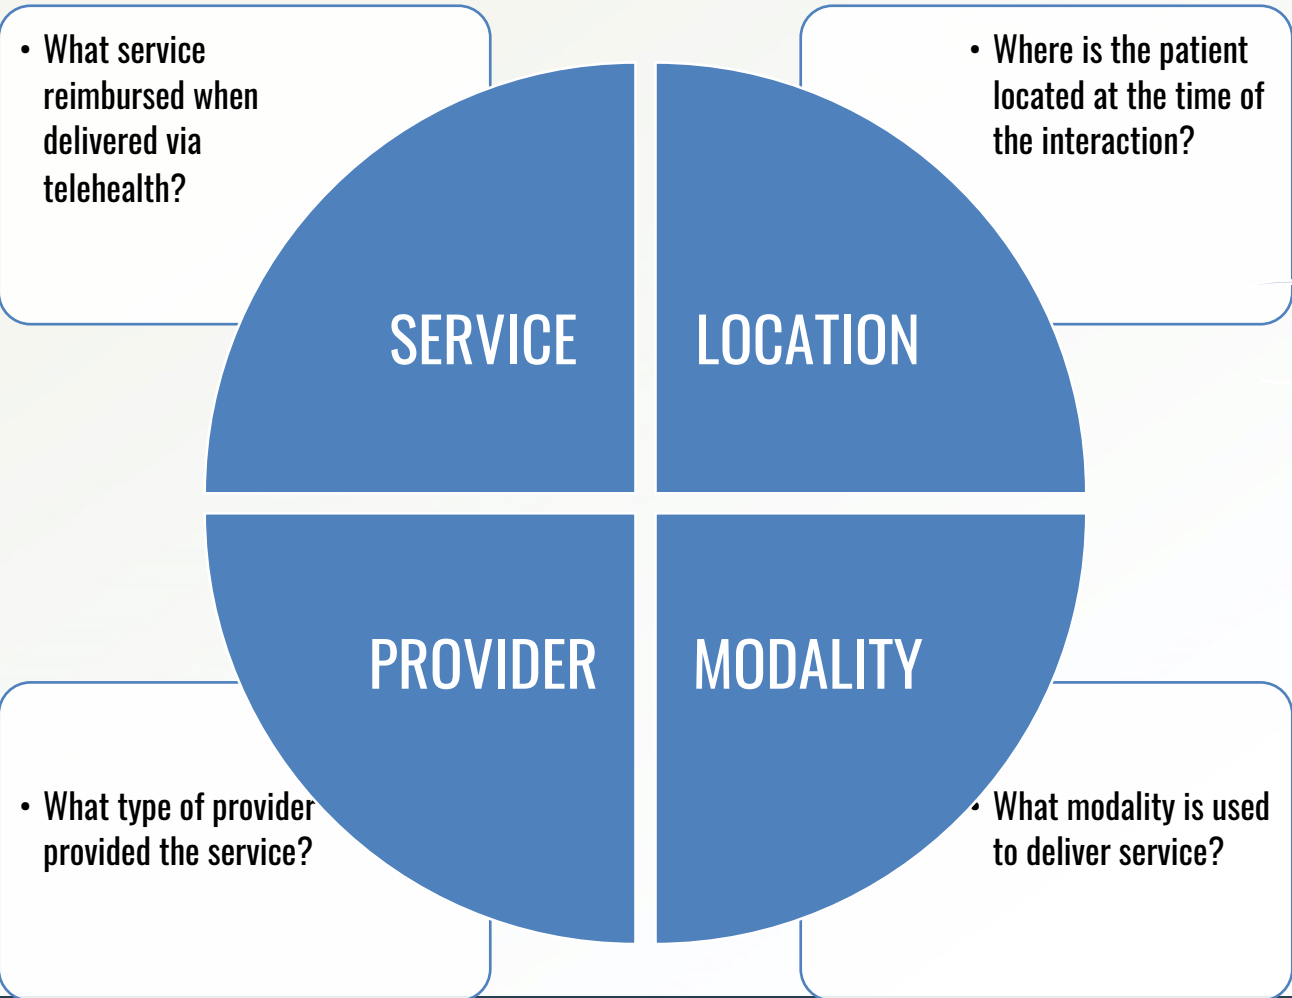 • What service
reimbursed when
delivered via
telehealth?
• Where is the patient
located at the time of
the interaction?
SERVICE
LOCATION
PROVIDER
MODALITY
• What type of provider
provided the service?
• What modality is used
to deliver service?